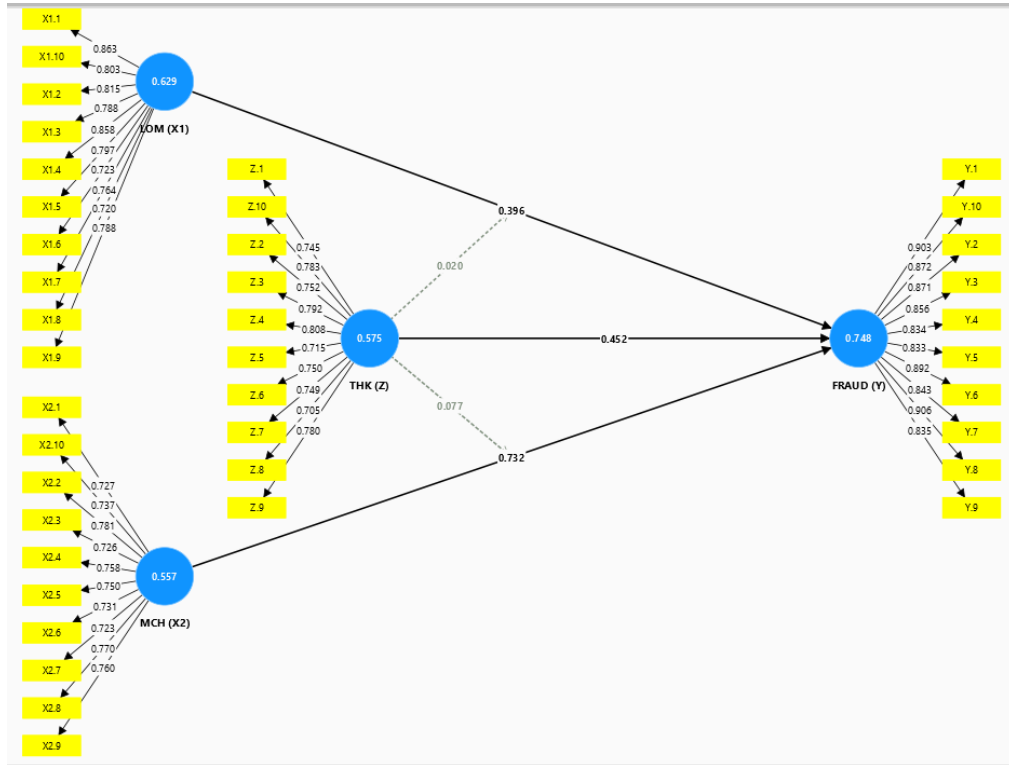 X1.1
X1.10
X1.2
X1.3
X1.4
X1.5
X1.6
X1.7
X1.8
X1.9
0.863
0.803
0.815
0.788
0.858
0.797
0.723
0.764
0.720
0.788
0.629
LOM (X1)
X2.1
X2.10
X2.2
X2.3
X2.4
X2.5
X2.6
X2.7
X2.8
X2.9
0.727
0.737
0.781
0.726
0.758
0.750
0.731
0.723
0.770
0.760
0.557
MCH (X2)
Z.1
Z.10
Z.2
Z.3
Z.4
Z.5
Z.6
Z.7
Z.8
Z.9
0.745
0.783
0.752
0.792
0.808
0.715
0.750
0.749
0.705
0.780
0.575
THK (Z)
0.396
0.020
0.452
0.077
0.732
0.748
FRAUD (Y)
0.903
0.872
0.871
0.856
0.834
0.833
0.892
0.843
0.906
0.835
Y.1
Y.10
Y.2
Y.3
Y.4
Y.5
Y.6
Y.7
Y.8
Y.9